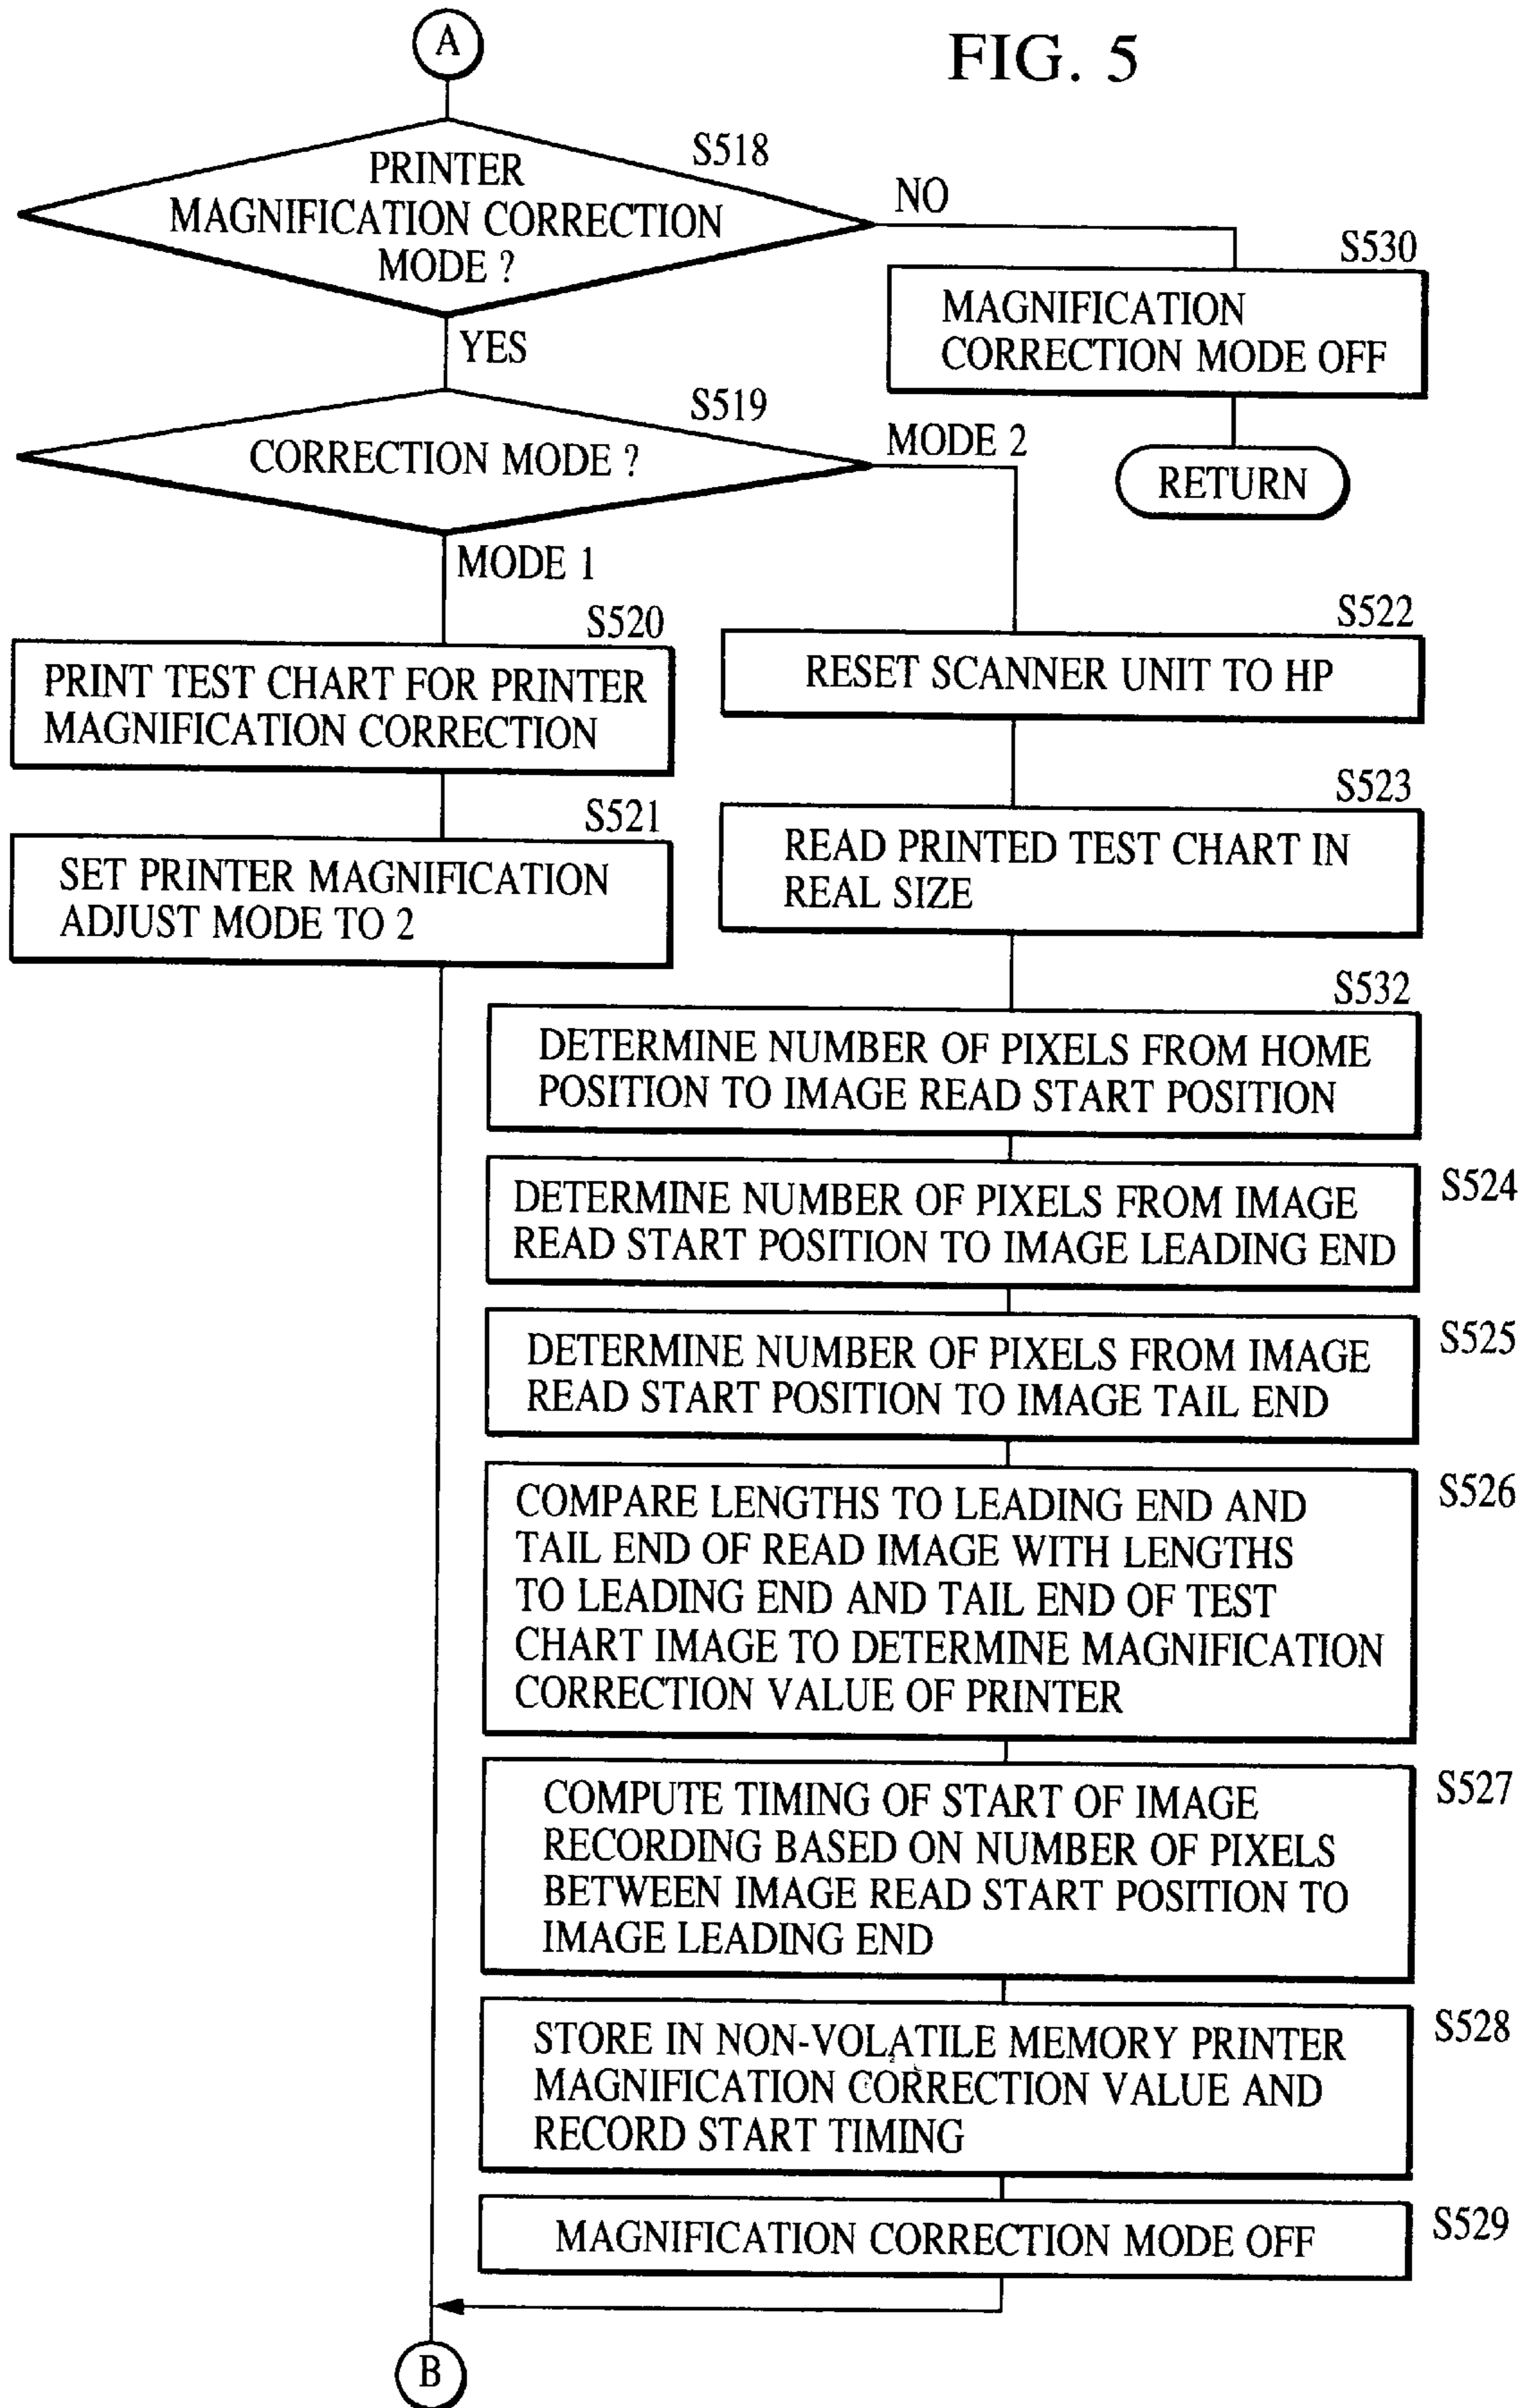 FIG. 5
A
S518
PRINTER
MAGNIFICATION CORRECTION
MODE ?
NO
YES
S530
MAGNIFICATION
CORRECTION MODE OFF
RETURN
S519
CORRECTION MODE ?
MODE 2
MODE 1
S520
PRINT TEST CHART FOR PRINTER
MAGNIFICATION CORRECTION
S521
SET PRINTER MAGNIFICATION
ADJUST MODE TO 2
S522
RESET SCANNER UNIT TO HP
S523
READ PRINTED TEST CHART IN
REAL SIZE
S532
DETERMINE NUMBER OF PIXELS FROM HOME
POSITION TO IMAGE READ START POSITION
S524
DETERMINE NUMBER OF PIXELS FROM IMAGE
READ START POSITION TO IMAGE LEADING END
S525
DETERMINE NUMBER OF PIXELS FROM IMAGE
READ START POSITION TO IMAGE TAIL END
S526
COMPARE LENGTHS TO LEADING END AND
TAIL END OF READ IMAGE WITH LENGTHS
TO LEADING END AND TAIL END OF TEST
CHART IMAGE TO DETERMINE MAGNIFICATION
CORRECTION VALUE OF PRINTER
S527
COMPUTE TIMING OF START OF IMAGE
RECORDING BASED ON NUMBER OF PIXELS
BETWEEN IMAGE READ START POSITION TO
IMAGE LEADING END
S528
STORE IN NON-VOLATILE MEMORY PRINTER
MAGNIFICATION CORRECTION VALUE AND
RECORD START TIMING
S529
MAGNIFICATION CORRECTION MODE OFF
B